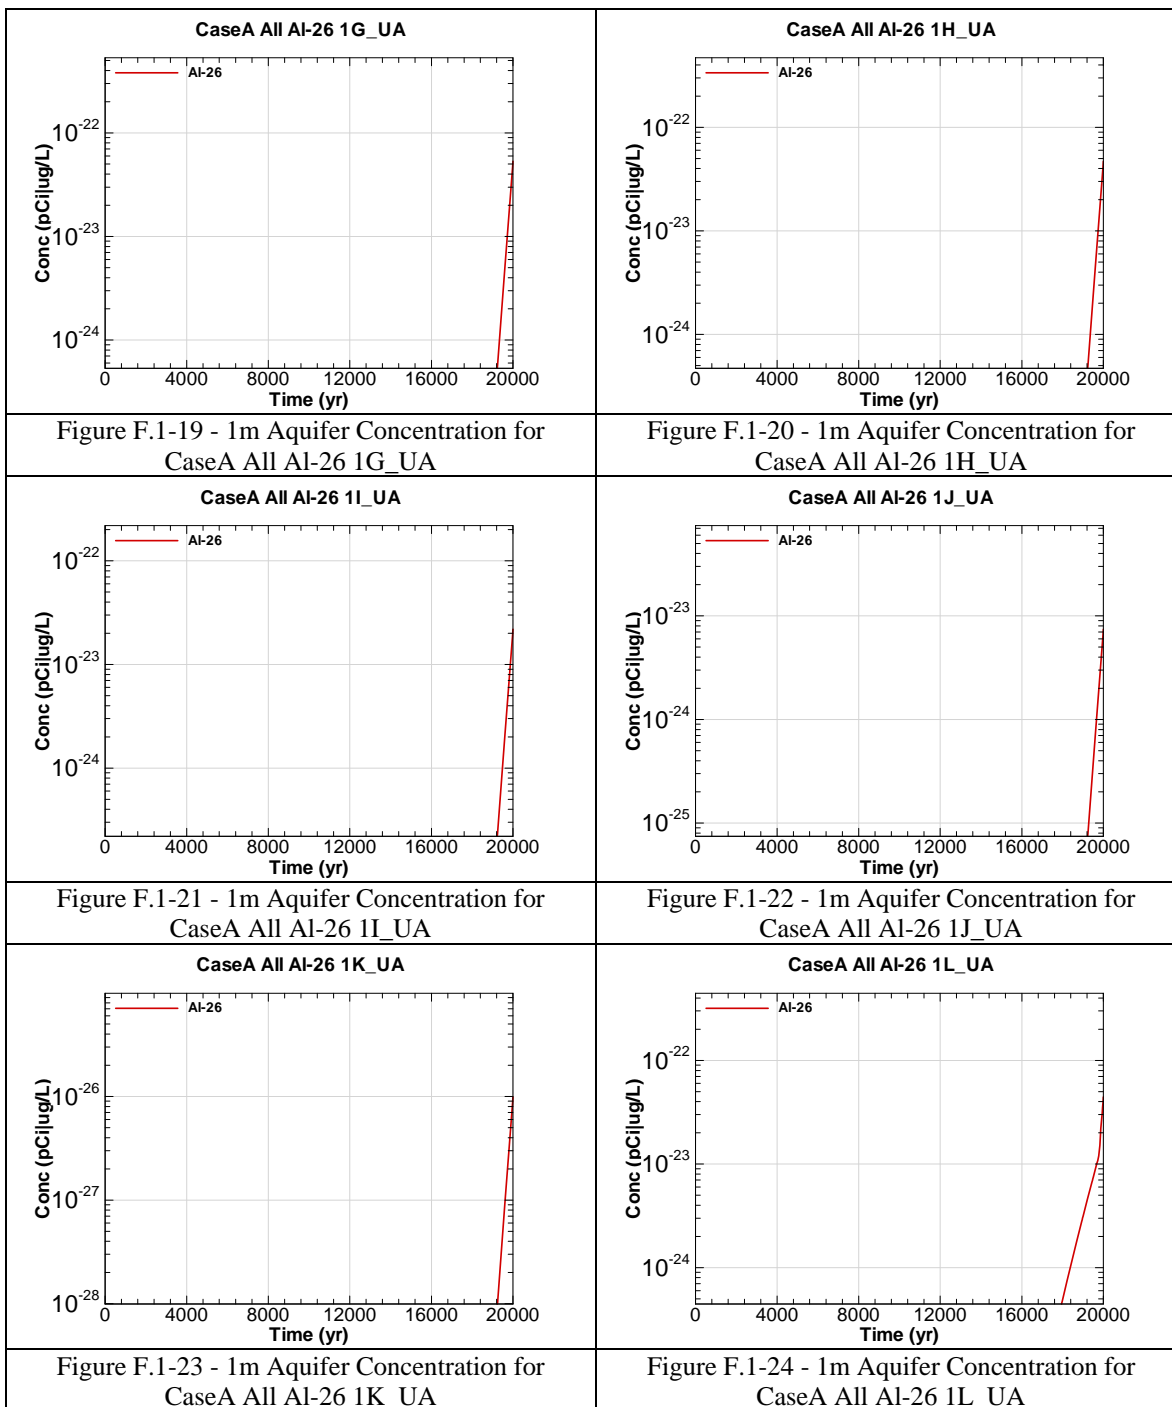 CaseA All Al-26 1G_UA
Al-26
10-22
10-23
10-24
Conc (pCi|ug/L)
0 4000 8000 12000 16000 20000
Time (yr)
Figure F.1-19 - 1m Aquifer Concentration for
CaseA All Al-26 1G_UA
CaseA All Al-26 1H_UA
Al-26
10-22
10-23
10-24
Conc (pCi|ug/L)
0 4000 8000 12000 16000 20000
Time (yr)
Figure F.1-20 - 1m Aquifer Concentration for
CaseA All Al-26 1H_UA
CaseA All Al-26 1I_UA
Al-26
10-22
10-23
10-24
Conc (pCi|ug/L)
0 4000 8000 12000 16000 20000
Time (yr)
Figure F.1-21 - 1m Aquifer Concentration for
CaseA All Al-26 1I_UA
CaseA All Al-26 1J_UA
Al-26
10-23
10-24
10-25
Conc (pCi|ug/L)
0 4000 8000 12000 16000 20000
Time (yr)
Figure F.1-22 - 1m Aquifer Concentration for
CaseA All Al-26 1J_UA
CaseA All Al-26 1K_UA
Al-26
10-26
10-27
10-28
Conc (pCi|ug/L)
0 4000 8000 12000 16000 20000
Time (yr)
Figure F.1-23 - 1m Aquifer Concentration for
CaseA All Al-26 1K_UA
CaseA All Al-26 1L_UA
Al-26
10-22
10-23
10-24
Conc (pCi|ug/L)
0 4000 8000 12000 16000 20000
Time (yr)
Figure F.1-24 - 1m Aquifer Concentration for
CaseA All Al-26 1L_UA